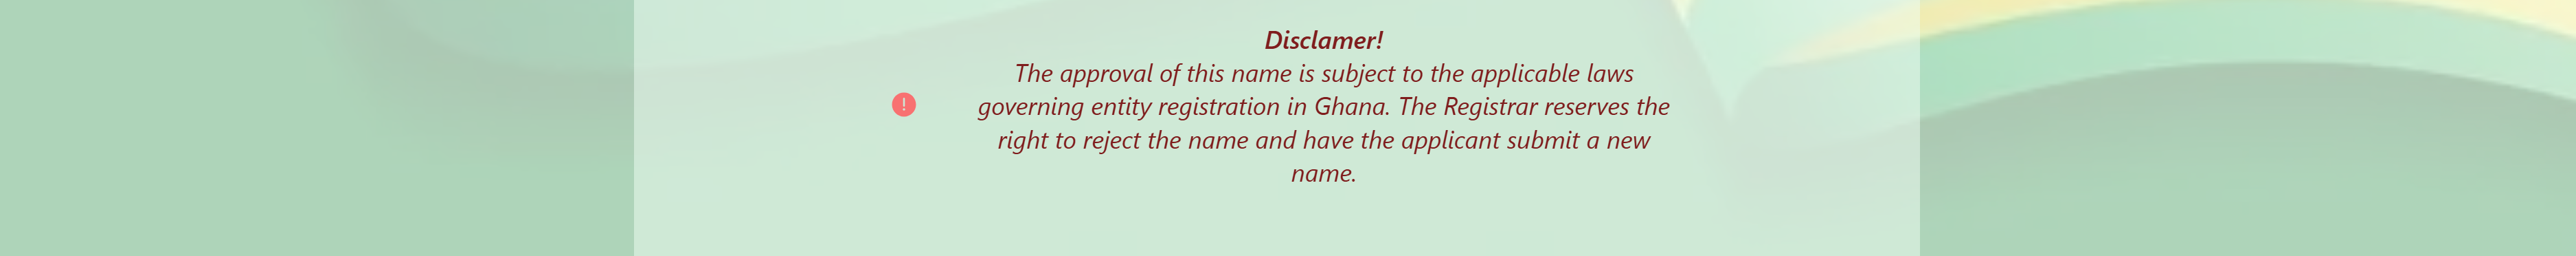 Disclamer!
The approval of this name is subject to the applicable laws
governing entity registration in Ghana. The Registrar reserves the
right to reject the name and have the applicant submit a new
name.